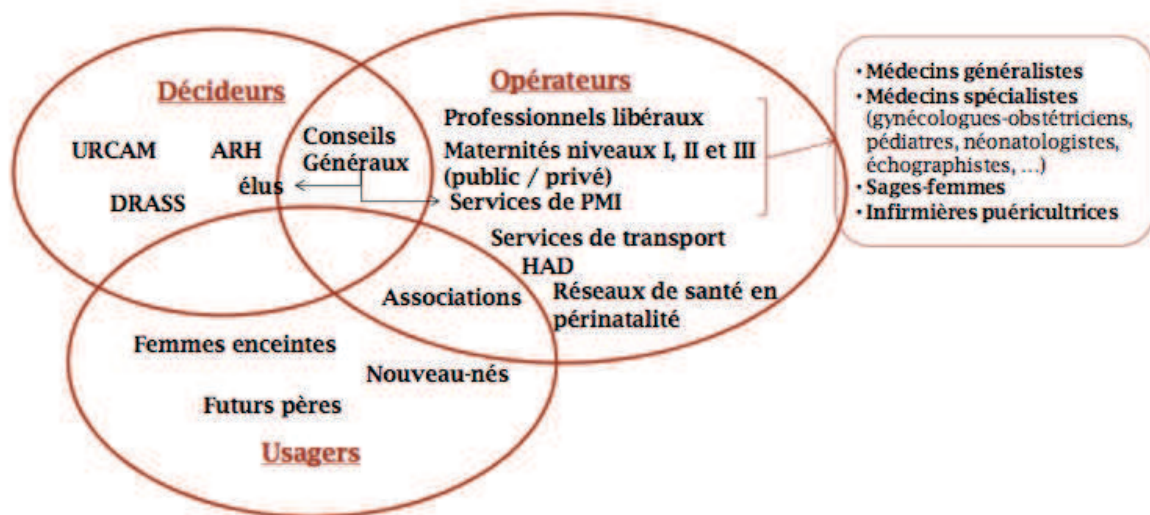 Décideurs
URCAM
ARH
élus
DRASS
Conseils
Généraux
Opérateurs
Professionnels libéraux
Maternités niveaux I, II et III
(public / privé)
Services de PMI
Services de transport
HAD
Réseaux de santé en
périnatalité
Associations
Femmes enceintes
Nouveau-nés
Futurs pères
Usagers
• Médecins généralistes
• Médecins spécialistes
(gynécologues-obstétriciens,
pédiatres, néonatologistes,
échographistes, ...)
• Sages-femmes
• Infirmières puéricultrices